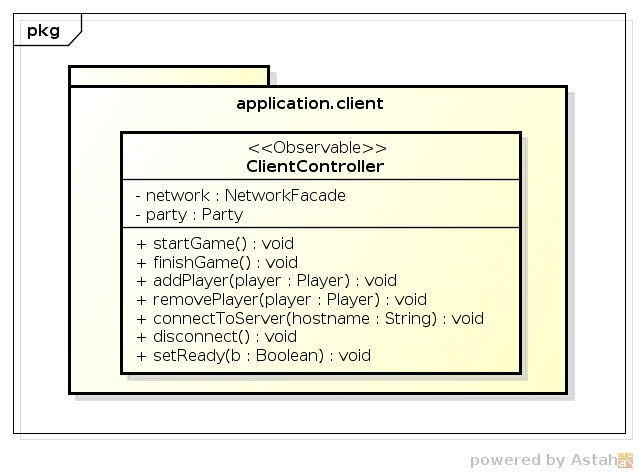 pkg
application.client
<<Observable>>
ClientController
- network : NetworkFacade
- party : Party
+ startGame() : void
+ finishGame() : void
+ addPlayer(player : Player) : void
+ removePlayer(player : Player) : void
+ connectToServer(hostname : String) : void
+ disconnect() : void
+ setReady(b : Boolean) : void
powered by Astah